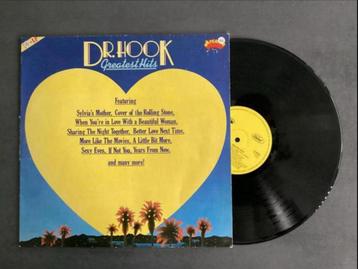 DR. HOOK
Greatest Hits
Featuring
Sylvia's Mother, Cover of the Rolling Stone,
When You're in Love With a Beautiful Woman,
Sharing The Night Together, Better Love Next Time,
More Like The Movies, A Little Bit More,
Sexy Eyes, If Not You, Years From Now,
and many more!